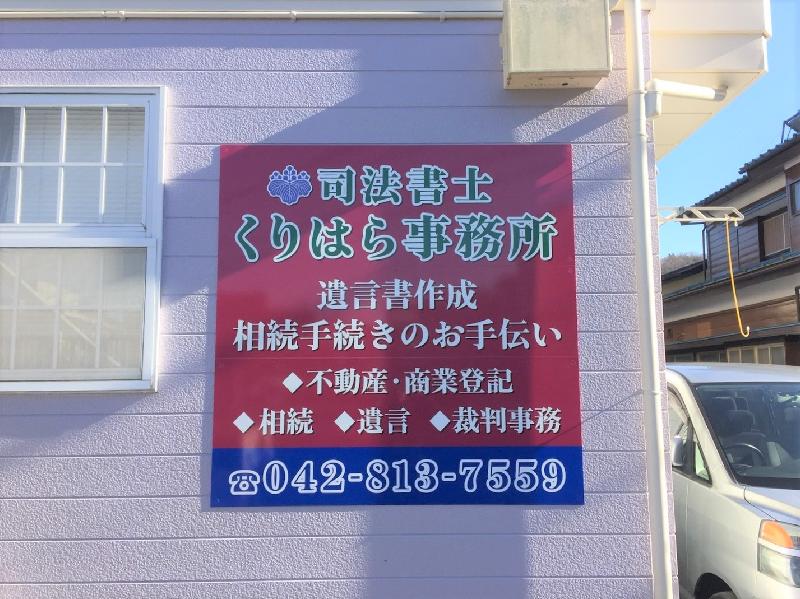 司法書士
くりはら事務所
遺言書作成
相続手続きのお手伝い
◆不動産・商業登記
◆相続 ◆遺言 ◆裁判事務
☎042-813-7559